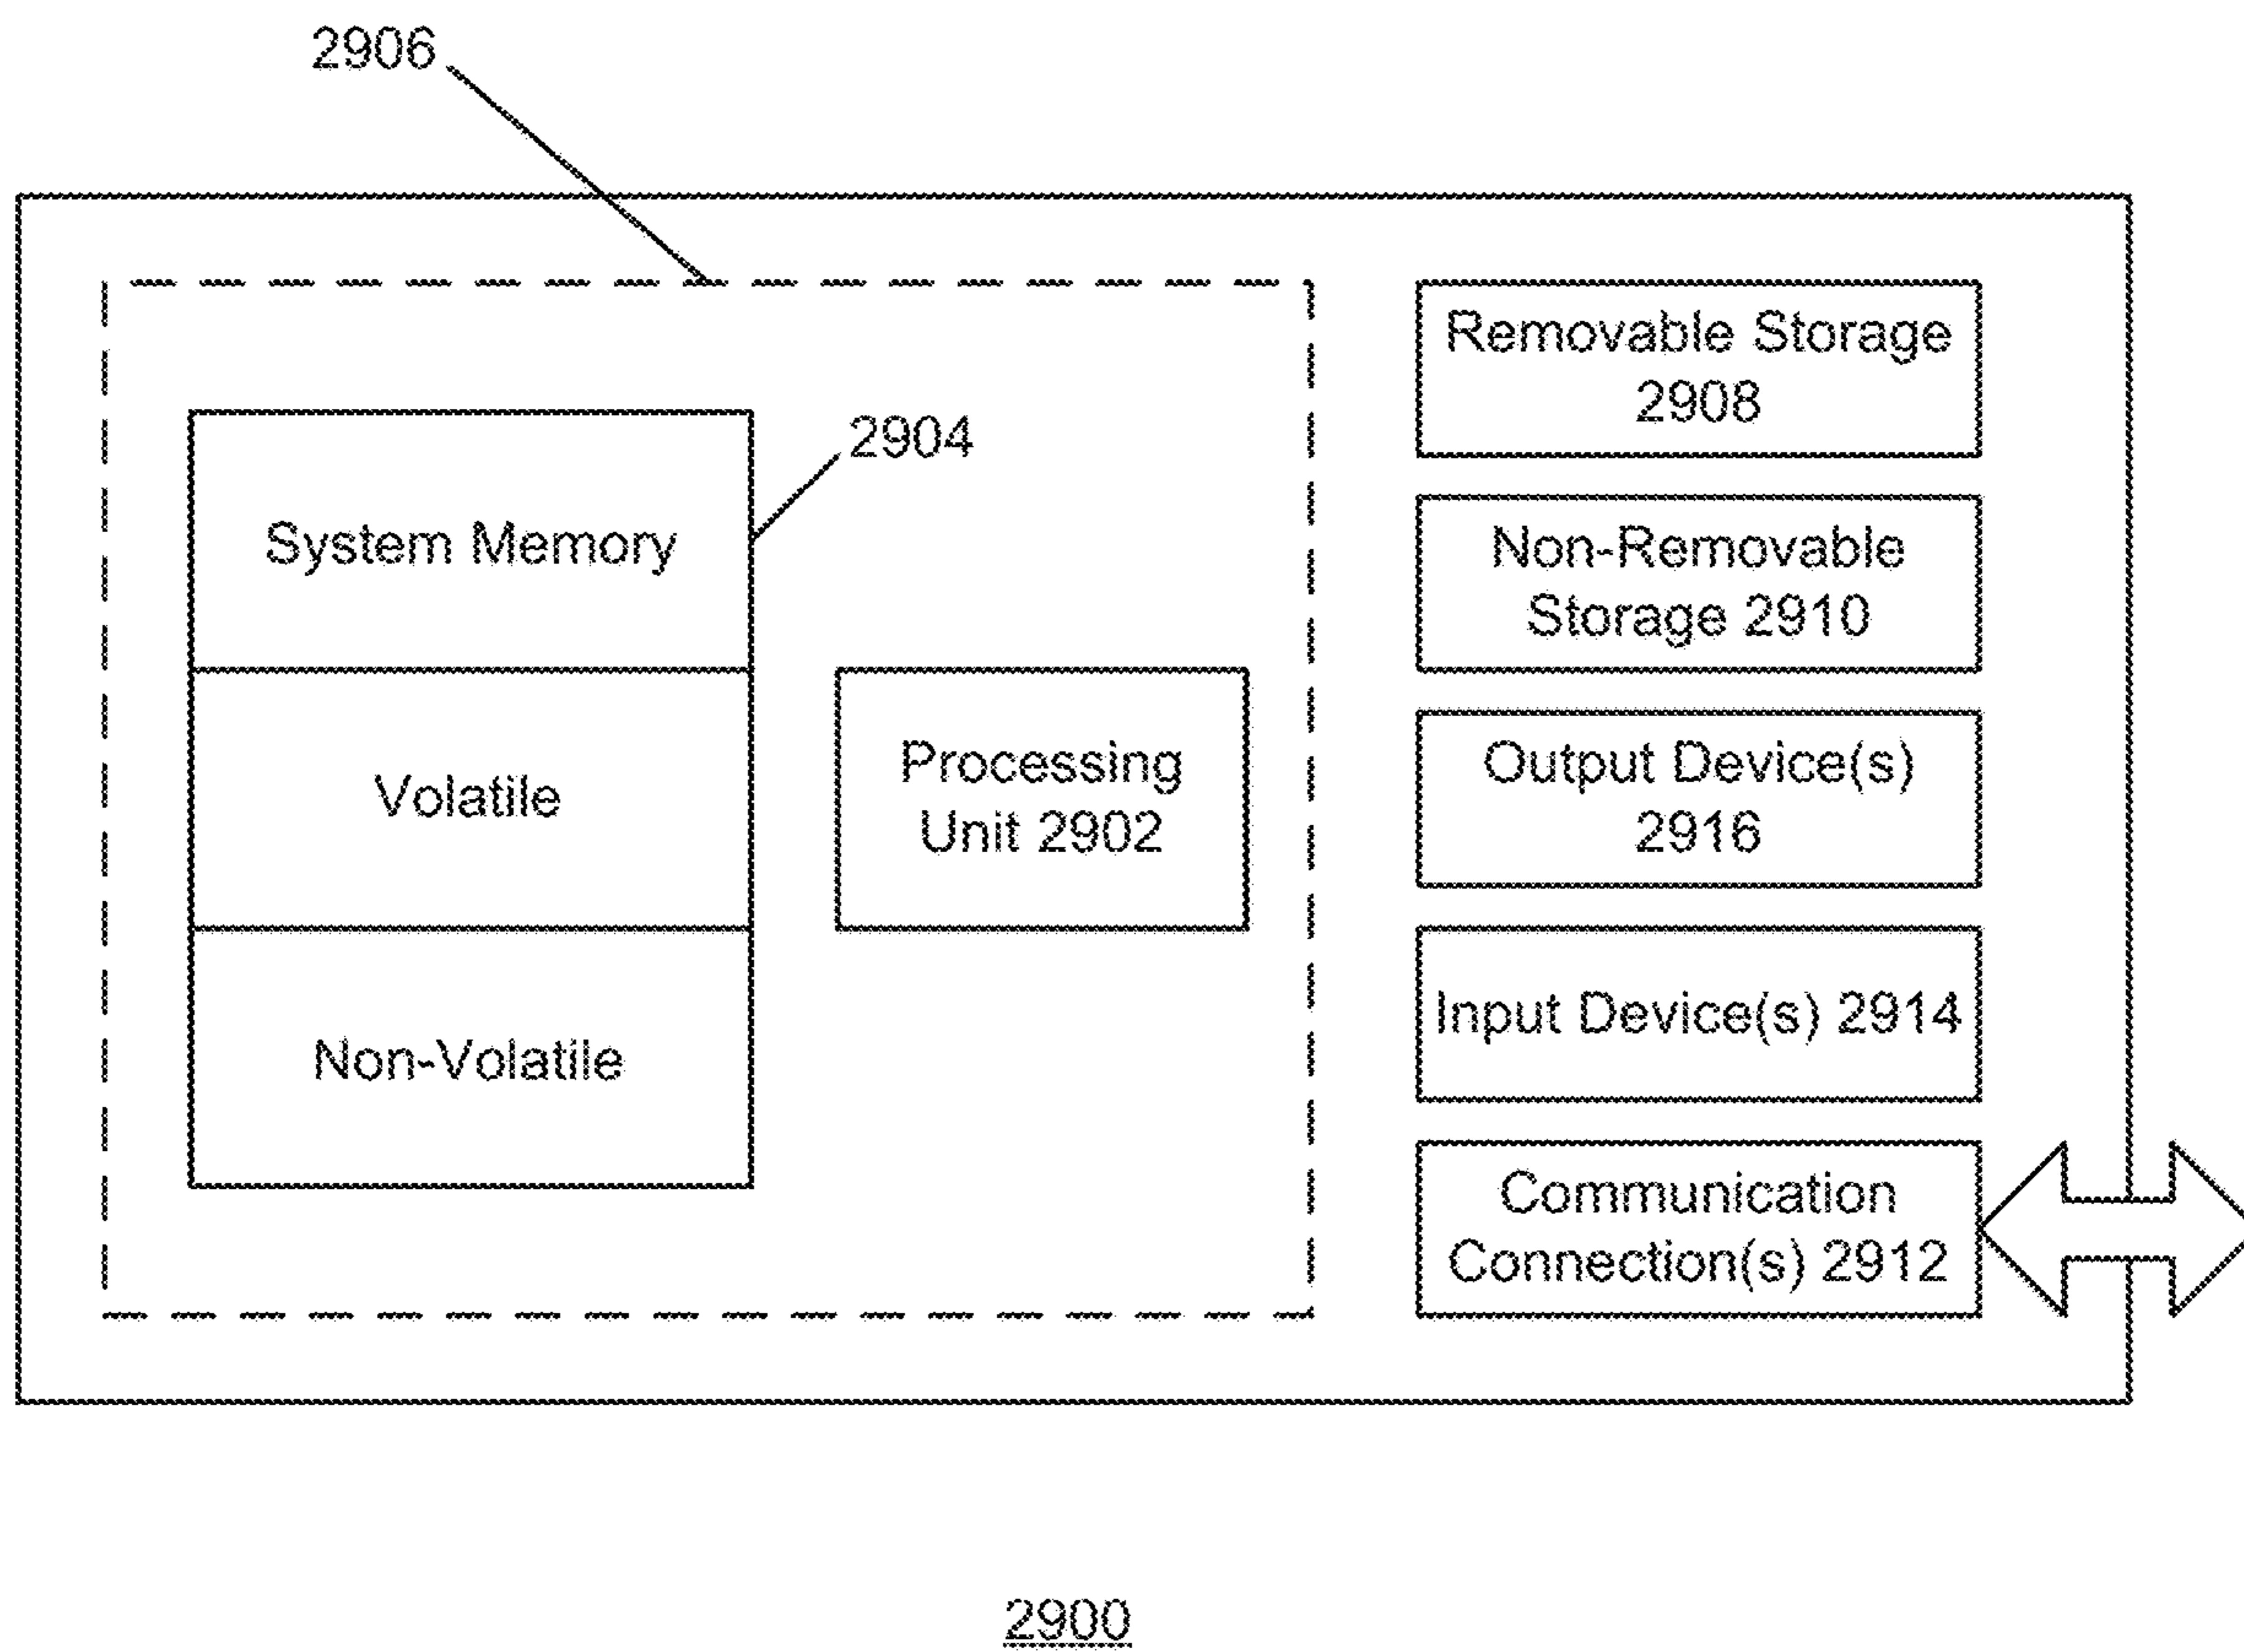 2906
2904
System Memory
Volatile
Non-Volatile
Processing
Unit 2902
Removable Storage
2908
Non-Removable
Storage 2910
Output Device(s)
2916
Input Device(s) 2914
Communication
Connection(s) 2912
2900